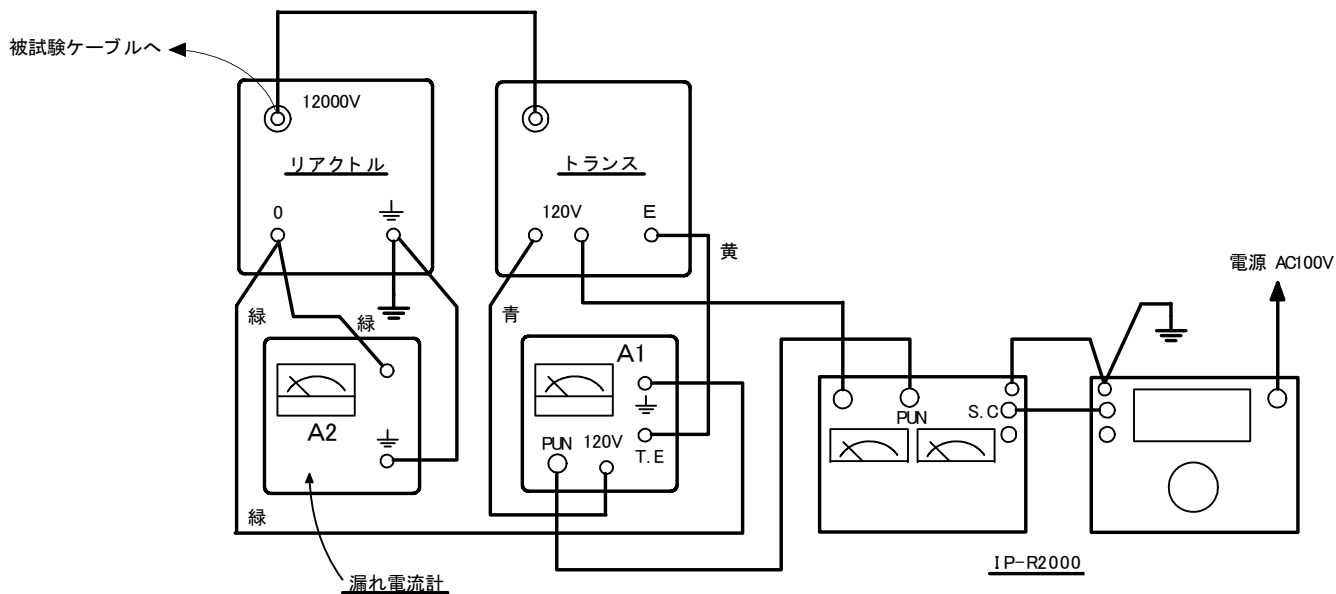 被試験ケーブルへ
12000V
リアクトル
トランス
0
120V
E
黄
電源 AC100V
緑
緑
青
A1
A2
PUN
120V
T.E
PUN
S.C
緑
IP-R2000
漏れ電流計